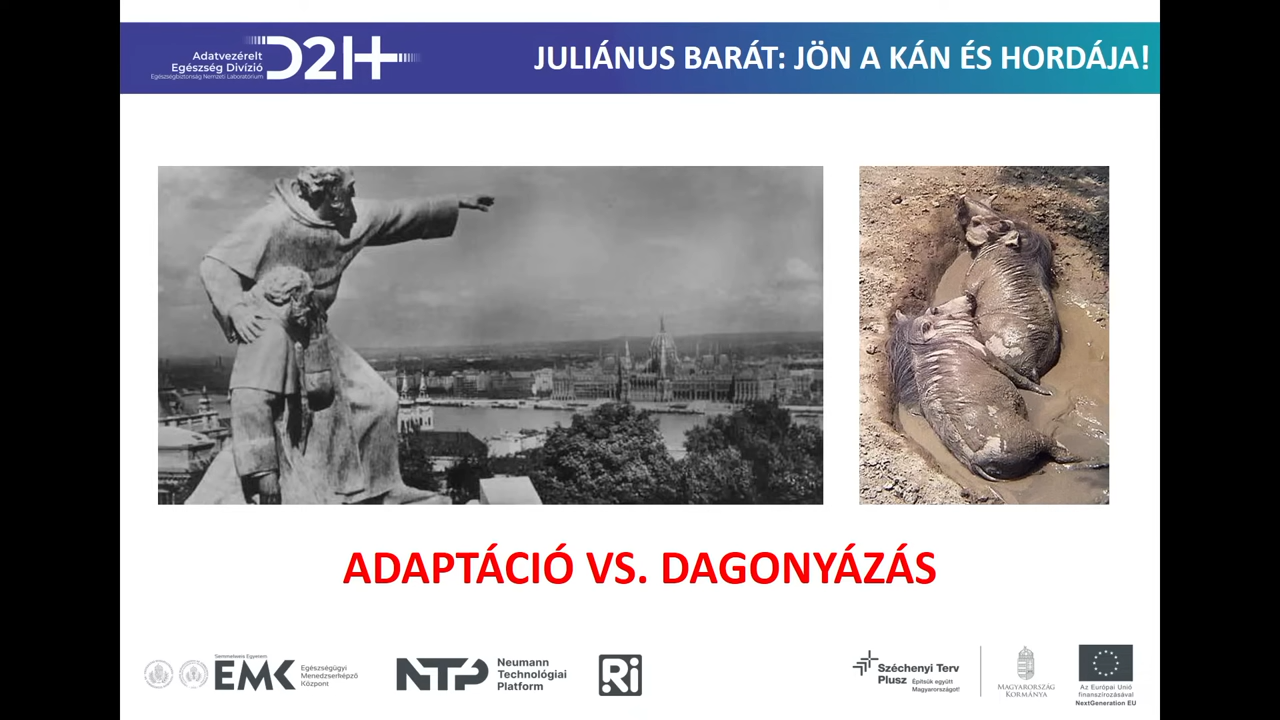 Adatvezérelt
Egészség Divízió
Egészségbiztonság Nemzeti Laboratórium
D2H
JULIÁNUS BARÁT: JÖN A KÁN ÉS HORDÁJA!
ADAPTÁCIÓ VS. DAGONYÁZÁS
Semmelweis Egyetem
EMK
Egészségügyi
Menedzserképző
Központ
NTP
Neumann
Technológiai
Platform
Ri
Széchenyi Terv
Plusz
Építsük együtt
Magyarországot!
MAGYARORSZÁG
KORMÁNYA
Az Európai Unió
finanszírozásával
NextGeneration EU